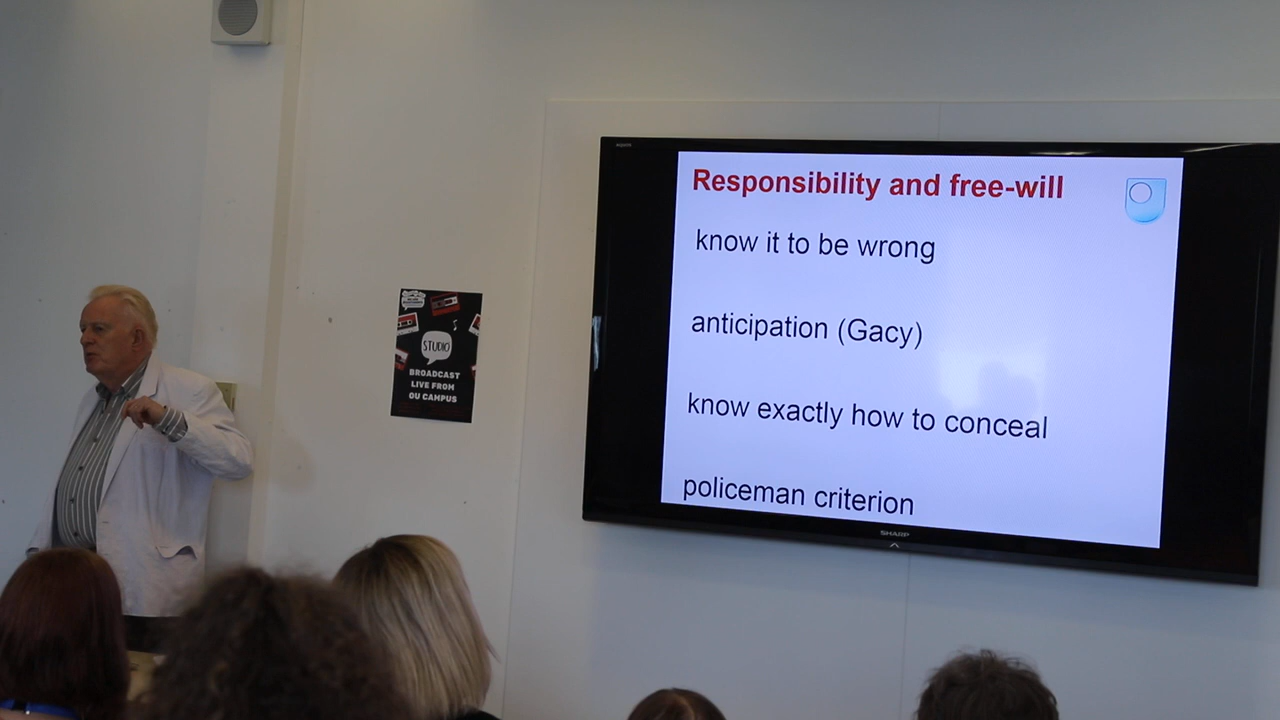 Responsibility and free-will
know it to be wrong
anticipation (Gacy)
know exactly how to conceal
policeman criterion
SHARP
STUDIO
BROADCAST
LIVE FROM
OU CAMPUS